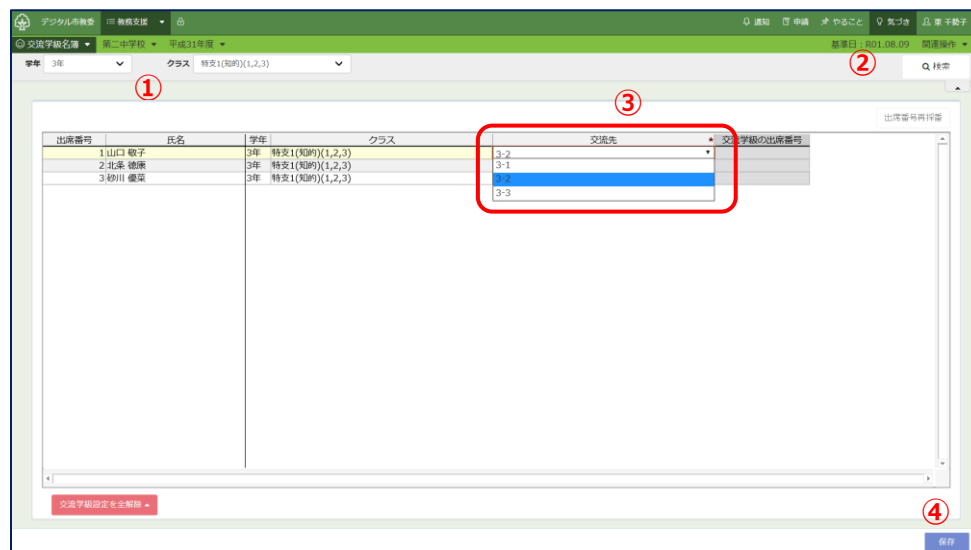 デジタル市教委 教務支援 通知 申請 やること 気づき 東 千勢子
交流学級名簿 第二中学校 平成31年度 基準日：R01.08.09 関連操作
学年 3年 クラス 特支1(知的)(1,2,3) ② 検索
①
③
出席番号再採番
出席番号 氏名 学年 クラス 交流先 * 交流学級の出席番号
1 山口 敬子 3年 特支1(知的)(1,2,3) 3-2
2 北条 徳康 3年 特支1(知的)(1,2,3) 3-1
3 砂川 優菜 3年 特支1(知的)(1,2,3) 3-2
3-3
交流学級設定を全解除
④
保存